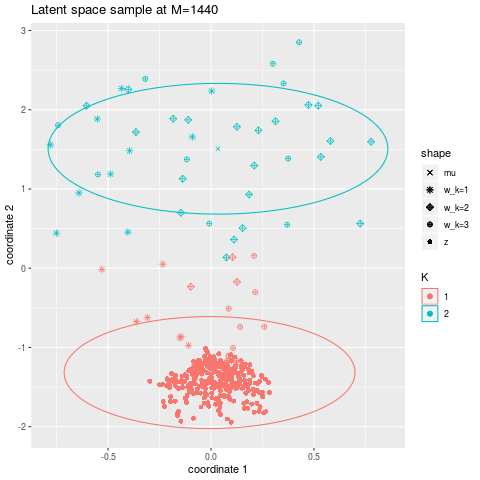 Latent space sample at M=1440
3
2
1
0
-1
-2
coordinate 2
-0.5
0.0
0.5
coordinate 1
shape
mu
w_k=1
w_k=2
w_k=3
z
K
1
2